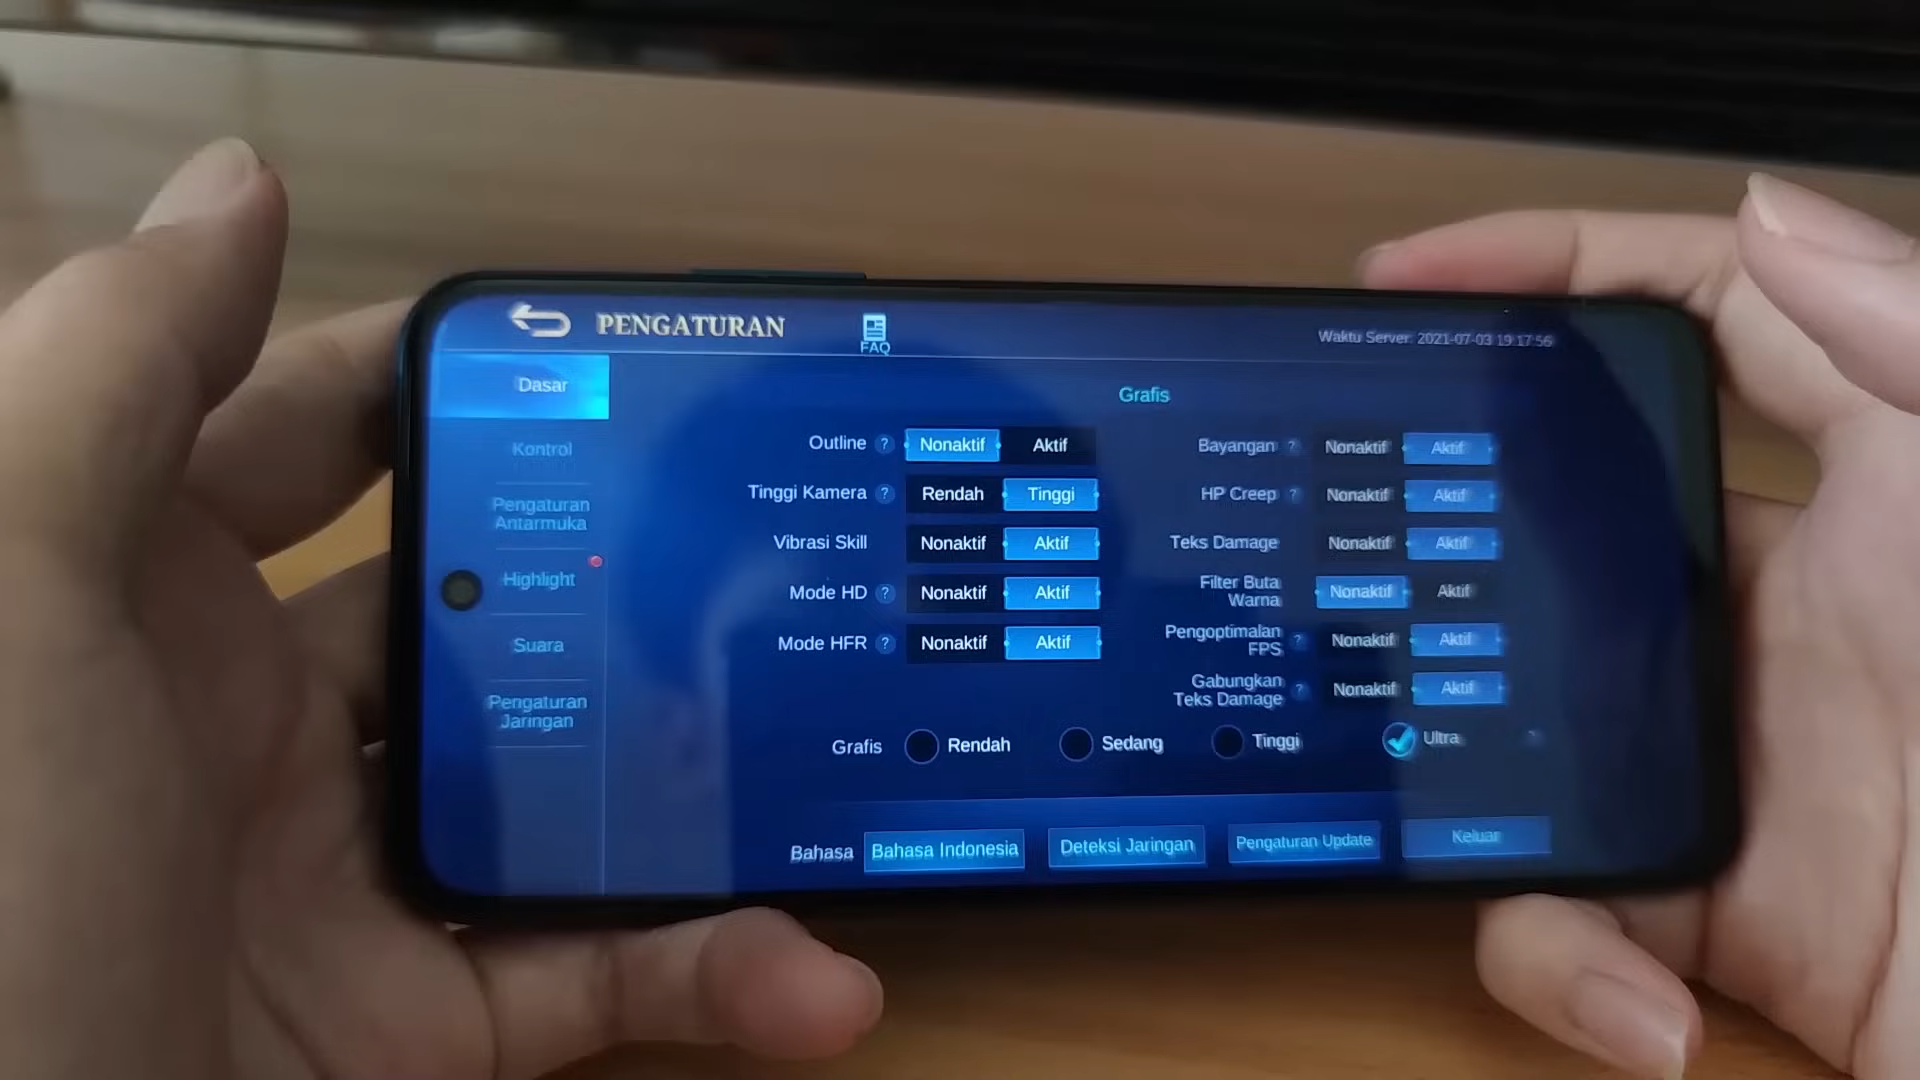 PENGATURAN
FAQ
Waktu Server: 2021-07-03 19:17:56
Dasar
Kontrol
Pengaturan
Antarmuka
Highlight
Suara
Pengaturan
Jaringan
Grafis
Outline ? Nonaktif Aktif
Tinggi Kamera ? Rendah Tinggi
Vibrasi Skill Nonaktif Aktif
Mode HD ? Nonaktif Aktif
Mode HFR ? Nonaktif Aktif
Bayangan ? Nonaktif Aktif
HP Creep ? Nonaktif Aktif
Teks Damage Nonaktif Aktif
Filter Buta
Warna Nonaktif Aktif
Pengoptimalan
FPS ? Nonaktif Aktif
Gabungkan
Teks Damage ? Nonaktif Aktif
Grafis Rendah Sedang Tinggi Ultra ?
Bahasa Bahasa Indonesia Deteksi Jaringan Pengaturan Update Keluar